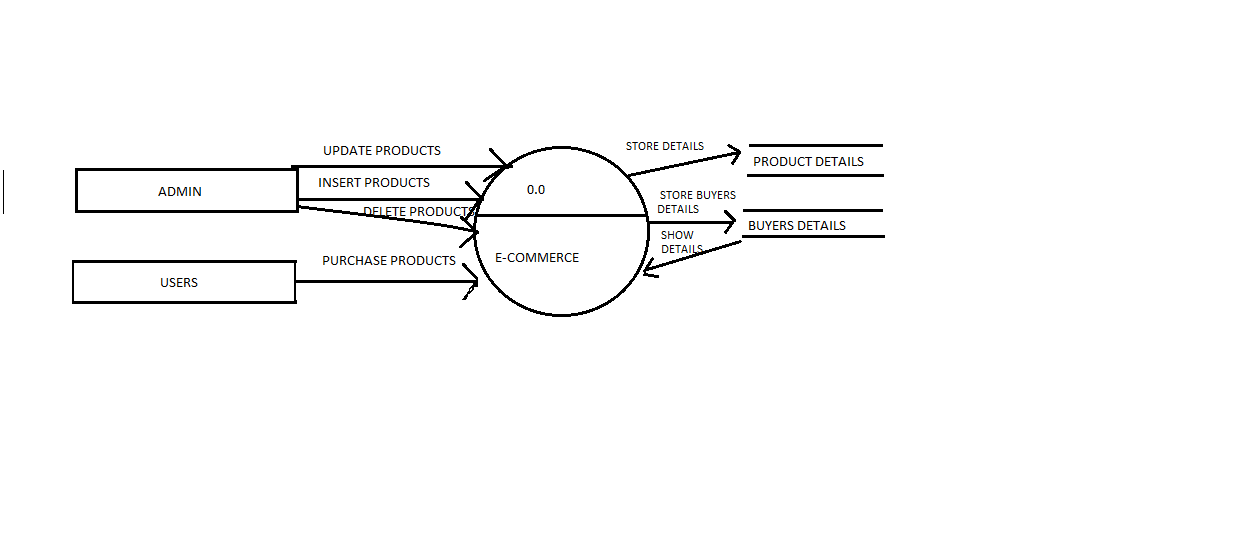 UPDATE PRODUCTS
ADMIN
INSERT PRODUCTS
DELETE PRODUCTS
USERS
PURCHASE PRODUCTS
0.0
E-COMMERCE
STORE DETAILS
PRODUCT DETAILS
STORE BUYERS
DETAILS
BUYERS DETAILS
SHOW
DETAILS